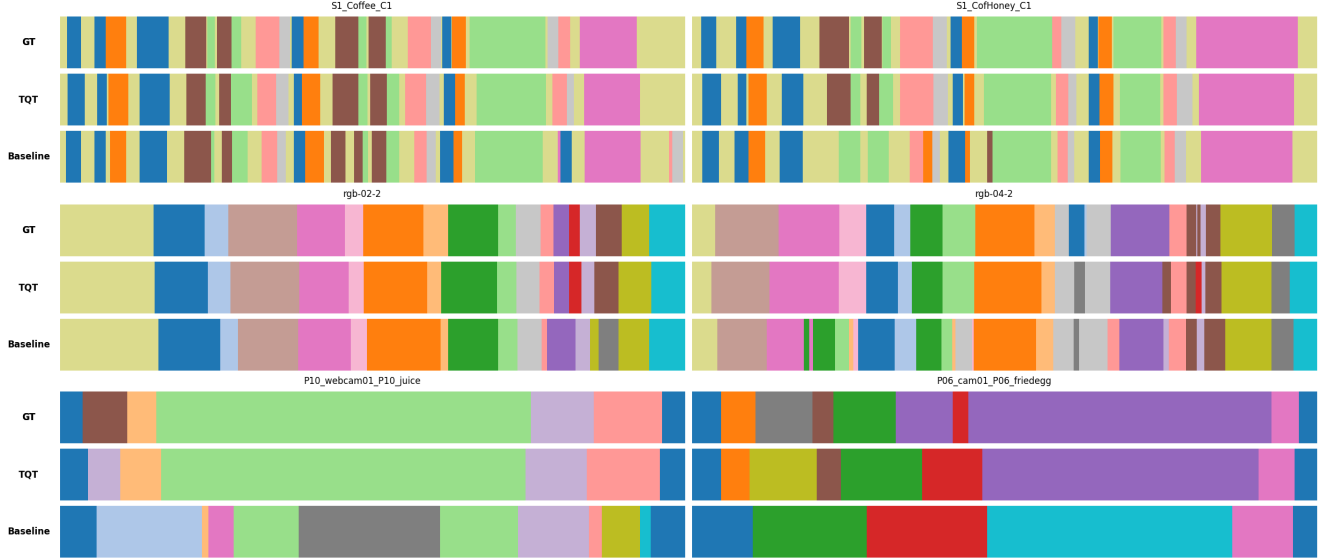 S1_Coffee_C1
S1_CofHoney_C1
GT
TQT
Baseline
rgb-02-2
rgb-04-2
GT
TQT
Baseline
P10_webcam01_P10_juice
P06_cam01_P06_friedegg
GT
TQT
Baseline